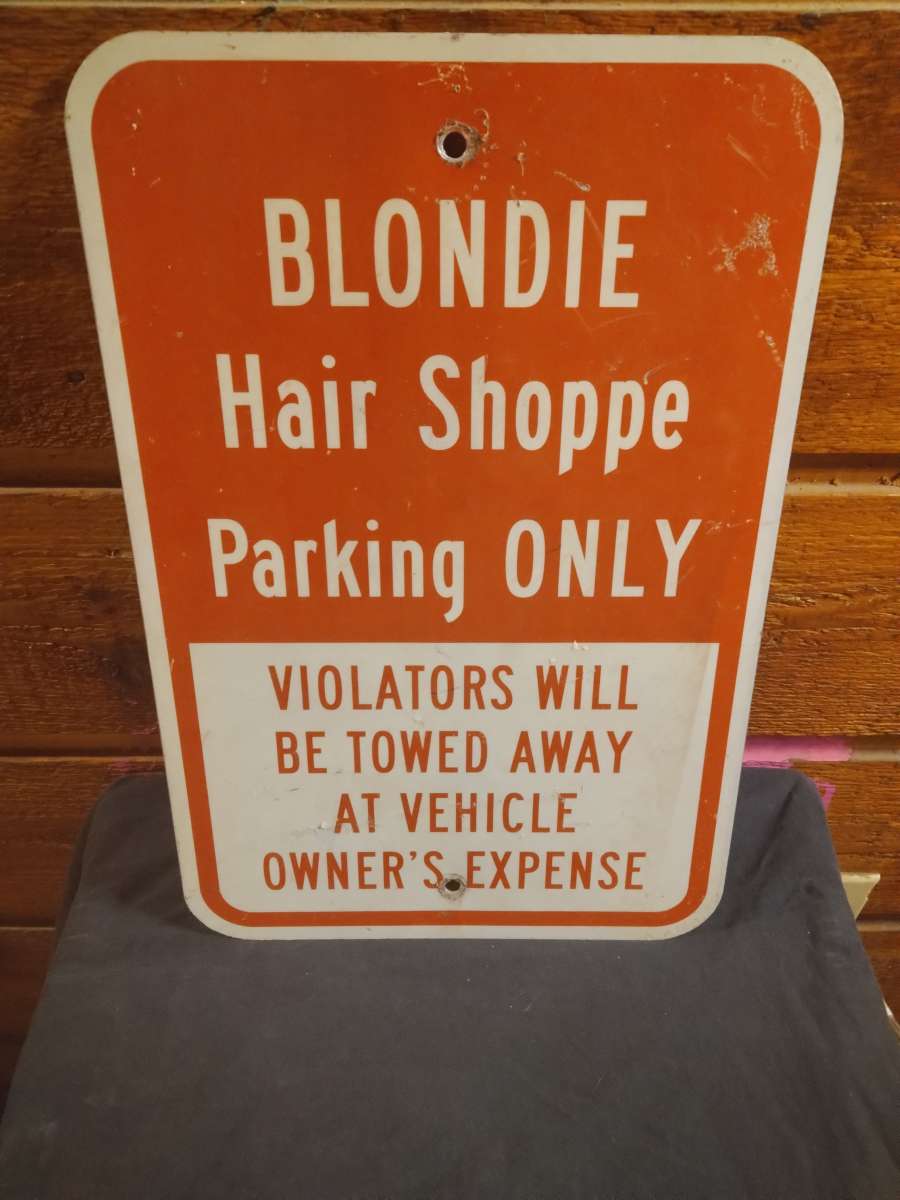 BLONDIE
Hair Shoppe
Parking ONLY
VIOLATORS WILL
BE TOWED AWAY
AT VEHICLE
OWNER'S EXPENSE